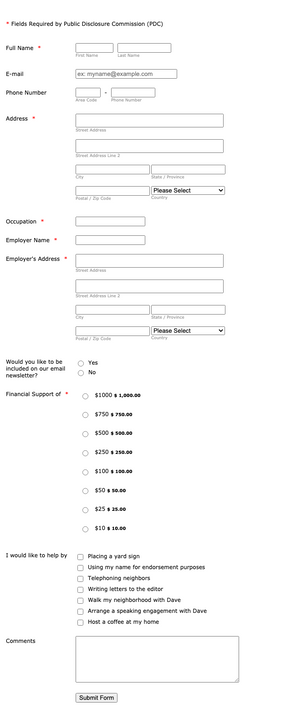 * Fields Required by Public Disclosure Commission (PDC)
Full Name *
First Name Last Name
E-mail ex: myname@example.com
Phone Number -
Area Code Phone Number
Address *
Street Address
Street Address Line 2
City State / Province
Please Select
Postal / Zip Code Country
Occupation *
Employer Name *
Employer's Address *
Street Address
Street Address Line 2
City State / Province
Please Select
Postal / Zip Code Country
Would you like to be included on our email newsletter?
Yes
No
Financial Support of *
$1000 $ 1,000.00
$750 $ 750.00
$500 $ 500.00
$250 $ 250.00
$100 $ 100.00
$50 $ 50.00
$25 $ 25.00
$10 $ 10.00
I would like to help by
Placing a yard sign
Using my name for endorsement purposes
Telephoning neighbors
Writing letters to the editor
Walk my neighborhood with Dave
Arrange a speaking engagement with Dave
Host a coffee at my home
Comments
Submit Form